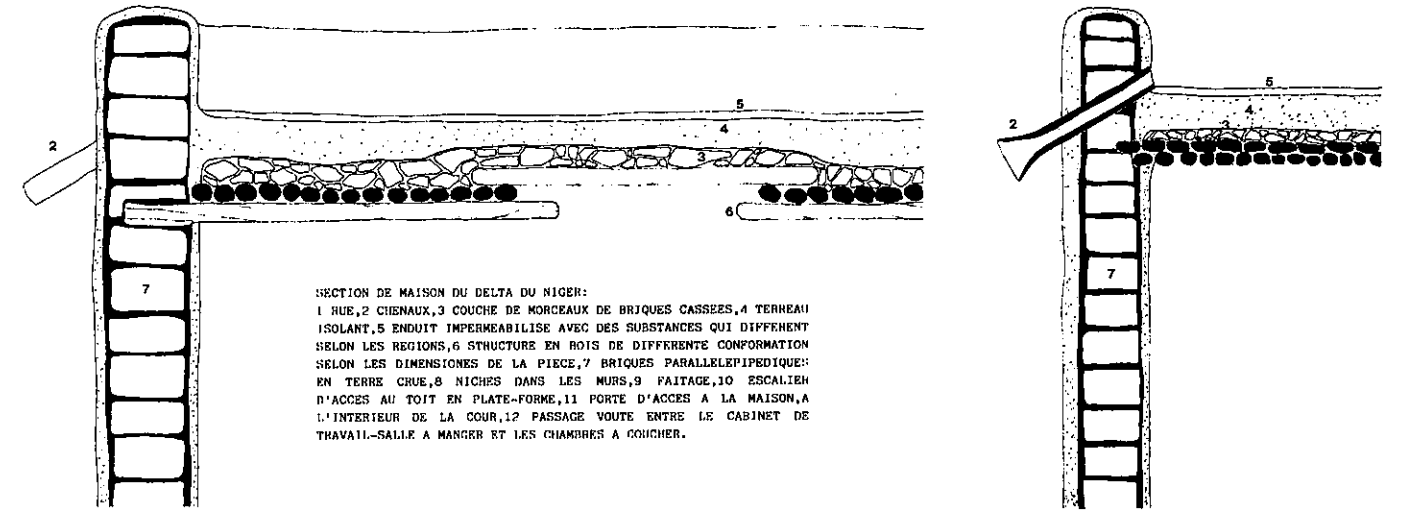 5
5
4
2
4
2
3
3
6
7
7
SECTION DE MAISON DU DELTA DU NIGER:
1 RUE,2 CHENAUX,3 COUCHE DE MORCEAUX DE BRIQUES CASSEES,4 TERREAU
ISOLANT,5 ENDUIT IMPERMEABILISE AVEC DES SUBSTANCES QUI DIFFERENT
SELON LES REGIONS,6 STRUCTURE EN BOIS DE DIFFERENTE CONFORMATION
SELON LES DIMENSIONES DE LA PIECE,7 BRIQUES PARALLELEPIPEDIQUES
EN TERRE CRUE,8 NICHES DANS LES MURS,9 FAITAGE,10 ESCALIER
D'ACCES AU TOIT EN PLATE-FORME,11 PORTE D'ACCES A LA MAISON,A
L'INTERIEUR DE LA COUR,12 PASSAGE VOUTE ENTRE LE CABINET DE
TRAVAIL-SALLE A MANGER ET LES CHAMBRES A COUCHER.